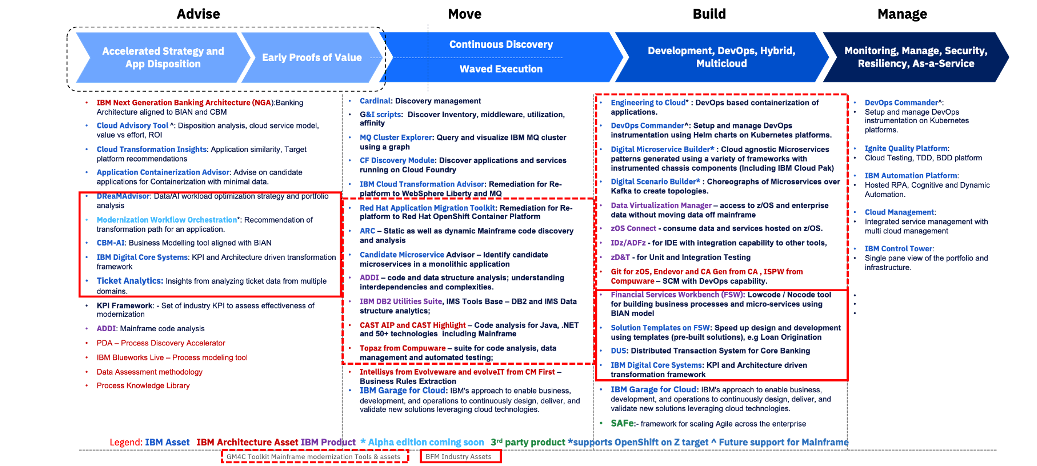 Advise
Move
Build
Manage
Accelerated Strategy and
App Disposition
Early Proofs of Value
Continuous Discovery
Waved Execution
Development, DevOps, Hybrid,
Multicloud
Monitoring, Manage, Security,
Resiliency, As-a-Service
• IBM Next Generation Banking Architecture (NGA):Banking
Architecture aligned to BIAN and CBM
• Cloud Advisory Tool ^: Disposition analysis, cloud service model,
value vs effort, ROI
• Cloud Transformation Insights: Application similarity, Target
platform recommendations
• Application Containerization Advisor: Advise on candidate
applications for Containerization with minimal data.
• DReaMAdvisor: Data/AI workload optimization strategy and portfolio
analysis
• Modernization Workflow Orchestration*: Recommendation of
transformation path for an application.
• CBM-AI: Business Modelling tool aligned with BIAN
• IBM Digital Core Systems: KPI and Architecture driven transformation
framework
• Ticket Analytics: Insights from analyzing ticket data from multiple
domains.
• KPI Framework: - Set of industry KPI to assess effectiveness of
modernization
• ADDI: Mainframe code analysis
• PDA – Process Discovery Accelerator
• IBM Blueworks Live – Process modeling tool
• Data Assessment methodology
• Process Knowledge Library
• Cardinal: Discovery management
• G&I scripts: Discover Inventory, middleware, utilization,
affinity
• MQ Cluster Explorer: Query and visualize IBM MQ cluster
using a graph
• CF Discovery Module: Discover applications and services
running on Cloud Foundry
• IBM Cloud Transformation Advisor: Remediation for Re-
platform to WebSphere Liberty and MQ
• Red Hat Application Migration Toolkit: Remediation for Re-
platform to Red Hat OpenShift Container Platform
• ARC – Static as well as dynamic Mainframe code discovery
and analysis
• Candidate Microservice Advisor – Identify candidate
microservices in a monolithic application
• ADDI – code and data structure analysis; understanding
interdependencies and complexities.
• IBM DB2 Utilities Suite, IMS Tools Base – DB2 and IMS Data
structure analytics;
• CAST AIP and CAST Highlight – Code analysis for Java, .NET
and 50+ technologies including Mainframe
• Topaz from Compuware – suite for code analysis, data
management and automated testing;
• Intellisys from Evolveware and evolveIT from CM First –
Business Rules Extraction
• IBM Garage for Cloud: IBM's approach to enable business,
development, and operations to continuously design, deliver, and
validate new solutions leveraging cloud technologies.
• Engineering to Cloud* : DevOps based containerization of
applications.
• DevOps Commander^: Setup and manage DevOps
instrumentation using Helm charts on Kubernetes platforms.
• Digital Microservice Builder* : Cloud agnostic Microservices
patterns generated using a variety of frameworks with
instrumented chassis components (Including IBM Cloud Pak)
• Digital Scenario Builder* : Choreographs of Microservices over
Kafka to create topologies.
• Data Virtualization Manager – access to z/OS and enterprise
data without moving data off mainframe
• zOS Connect - consume data and services hosted on z/OS.
• IDz/ADFz - for IDE with integration capability to other tools,
• zD&T - for Unit and Integration Testing
• Git for zOS, Endevor and CA Gen from CA , ISPW from
Compuware – SCM with DevOps capability.
• Financial Services Workbench (FSW): Lowcode / Nocode tool
for building business processes and micro-services using
BIAN model
• Solution Templates on FSW: Speed up design and development
using templates (pre-built solutions), e.g Loan Origination
• DUS: Distributed Transaction System for Core Banking
• IBM Digital Core Systems: KPI and Architecture driven
transformation framework
• IBM Garage for Cloud: IBM's approach to enable business,
development, and operations to continuously design, deliver, and
validate new solutions leveraging cloud technologies.
• SAFe:- framework for scaling Agile across the enterprise
• DevOps Commander^:
• Setup and manage DevOps
instrumentation on Kubernetes
platforms.
• Ignite Quality Platform:
• Cloud Testing, TDD, BDD platform
• IBM Automation Platform:
• Hosted RPA, Cognitive and Dynamic
Automation.
• Cloud Management:
• Integrated service management with
multi cloud management
• IBM Control Tower:
• Single pane view of the portfolio and
infrastructure.
•
•
•
Legend: IBM Asset IBM Architecture Asset IBM Product * Alpha edition coming soon 3rd party product *supports OpenShift on Z target ^ Future support for Mainframe
GM4C Toolkit Mainframe modernization Tools & assets
BFM Industry Assets